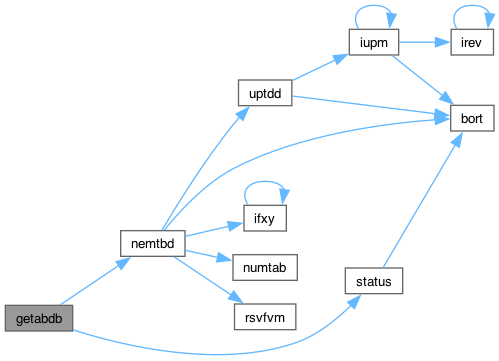 iupm
irev
uptdd
bort
ifxy
nemtbd
numtab
status
rsvfvm
getabdb